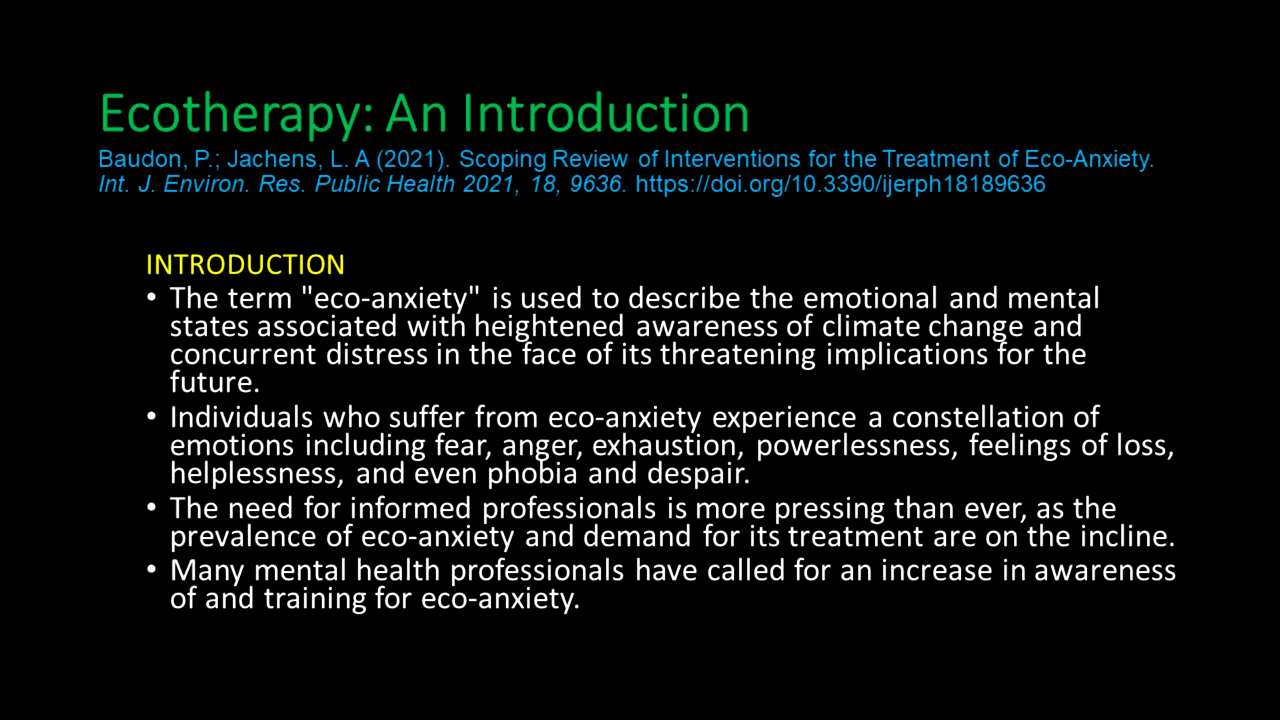 Ecotherapy: An Introduction
Baudon, P.; Jachens, L. A (2021). Scoping Review of Interventions for the Treatment of Eco-Anxiety.
Int. J. Environ. Res. Public Health 2021, 18, 9636. https://doi.org/10.3390/ijerph18189636
INTRODUCTION
• The term "eco-anxiety" is used to describe the emotional and mental
states associated with heightened awareness of climate change and
concurrent distress in the face of its threatening implications for the
future.
• Individuals who suffer from eco-anxiety experience a constellation of
emotions including fear, anger, exhaustion, powerlessness, feelings of loss,
helplessness, and even phobia and despair.
• The need for informed professionals is more pressing than ever, as the
prevalence of eco-anxiety and demand for its treatment are on the incline.
• Many mental health professionals have called for an increase in awareness
of and training for eco-anxiety.